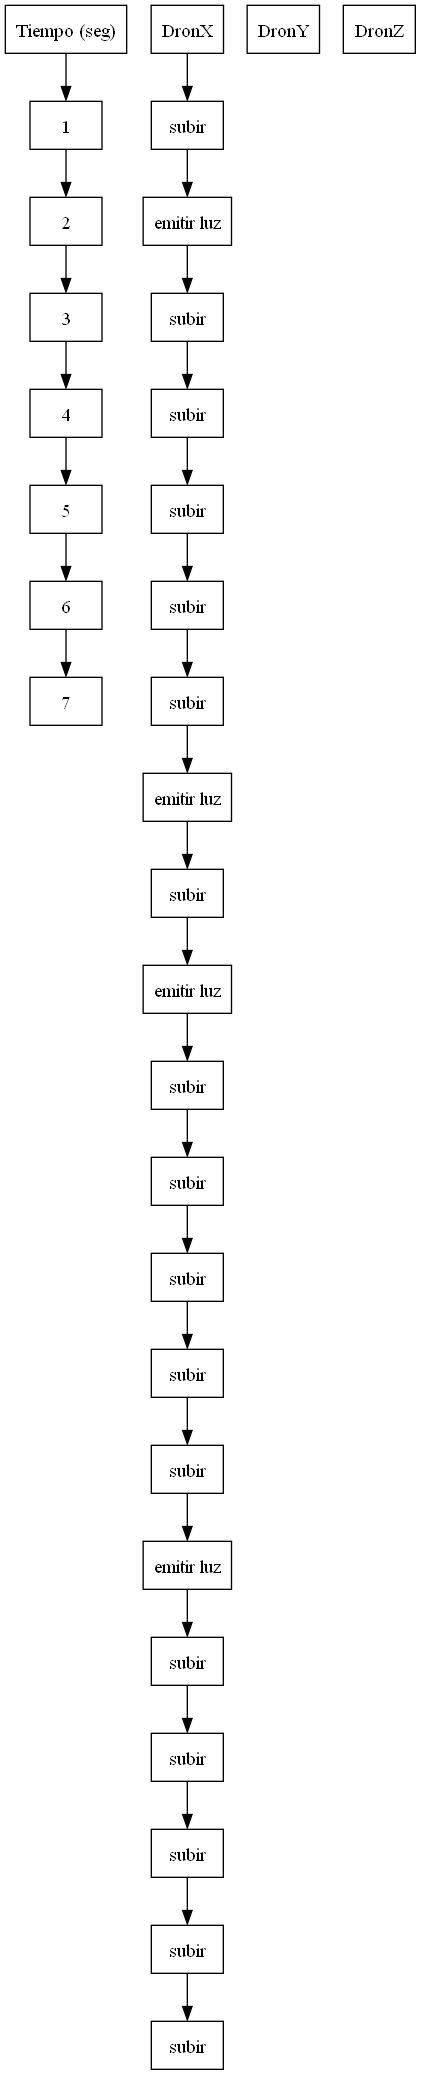 Tiempo (seg) DronX DronY DronZ
1 subir
2 emitir luz
3 subir
4 subir
5 subir
6 subir
7 subir
emitir luz
subir
emitir luz
subir
subir
subir
subir
subir
emitir luz
subir
subir
subir
subir
subir